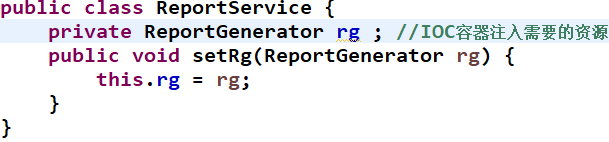 public class ReportService {
    private ReportGenerator rg ; //IOC容器注入需要的资源
    public void setRg(ReportGenerator rg) {
        this.rg = rg;
    }
}